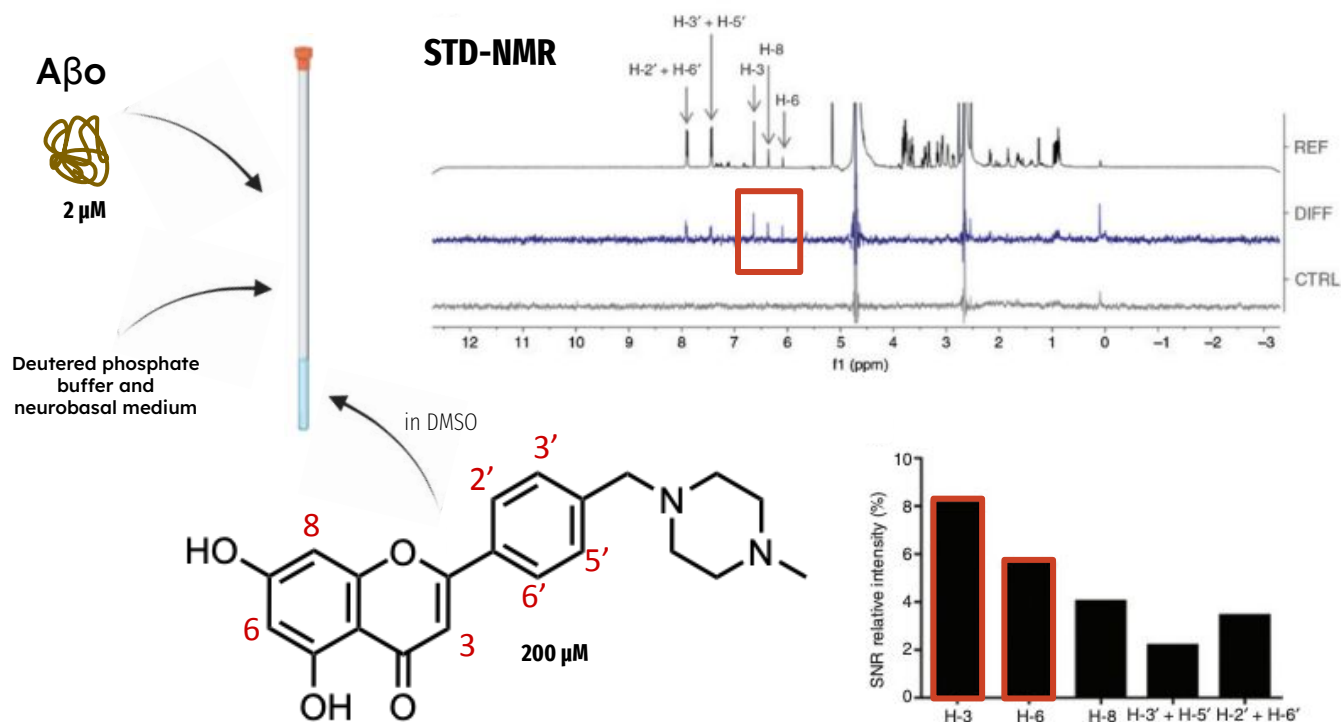 STD-NMR
Aβo
2 µM
Deutered phosphate
buffer and
neurobasal medium
in DMSO
H-3′ + H-5′
H-8
H-2′ + H-6′
H-3
H-6
REF
DIFF
CTRL
12 11 10 9 8 7 6 5 4 3 2 1 0 −1 −2 −3
f1 (ppm)
3′
2′
N
8
HO
O
5′
N
6′
6
3
200 µM
OH
O
SNR relative intensity (%)
10
8
6
4
2
0
H-3 H-6 H-8 H-3′ + H-5′ H-2′ + H-6′